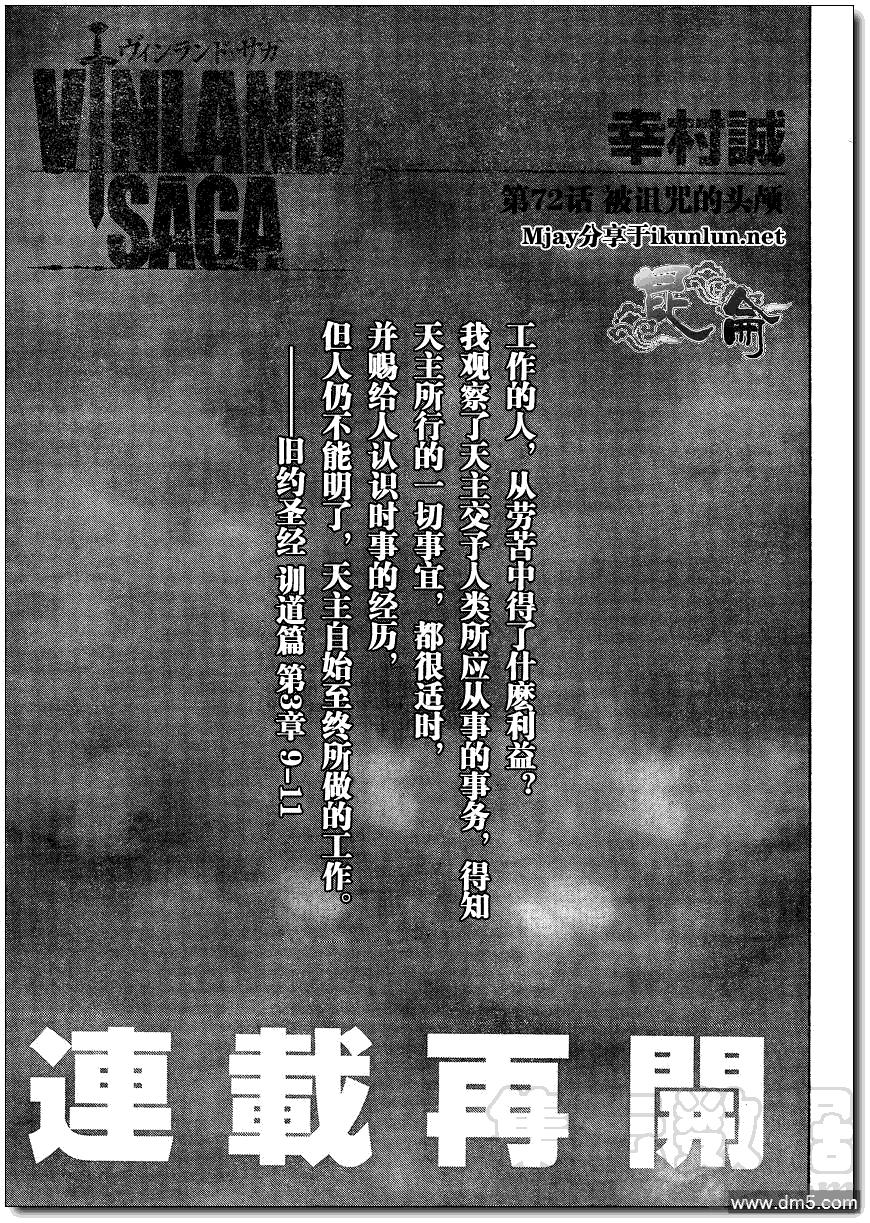 ヴィンランド・サガ
VINLAND
SAGA
幸村誠
第72话 被诅咒的头颅
Mjay分享于ikunlun.net
昆仑
工作的人，从劳苦中得了什麽利益？
我观察了天主交予人类所应从事的事务，得知
天主所行的一切事宜，都很适时，
并赐给人认识时事的经历，
但人仍不能明了，天主自始至终所做的工作。
——旧约圣经 训道篇 第3章 9-11
連載再開
www.dm5.com